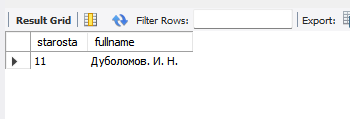 Result Grid Filter Rows: Export:
starosta fullname
11 Дуболомов. И. Н.